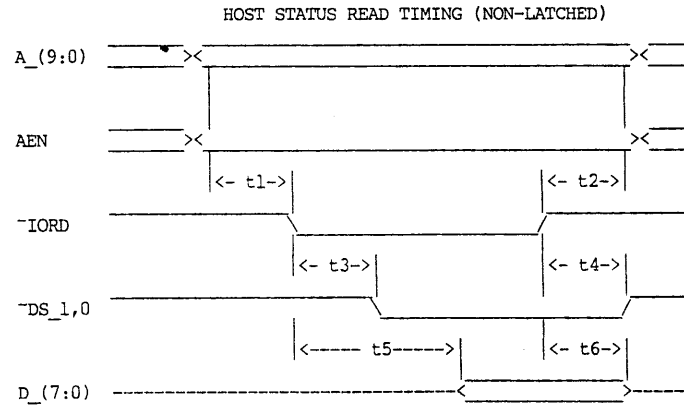 HOST STATUS READ TIMING (NON-LATCHED)
A_(9:0)
AEN
<- t1->
<- t2->
~IORD
<- t3->
<- t4->
~DS_1,0
<----- t5 ----->
<- t6->
D_(7:0)